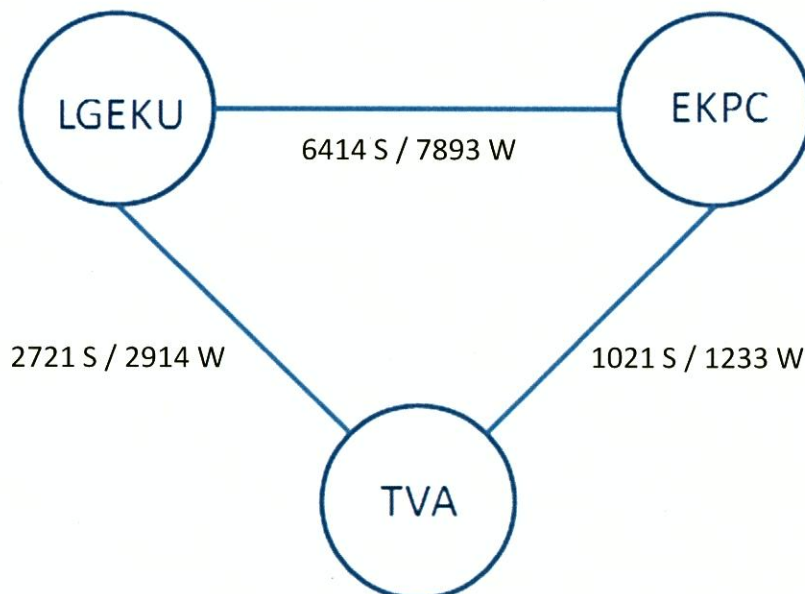 LGEKU
EKPC
6414 S / 7893 W
2721 S / 2914 W
1021 S / 1233 W
TVA